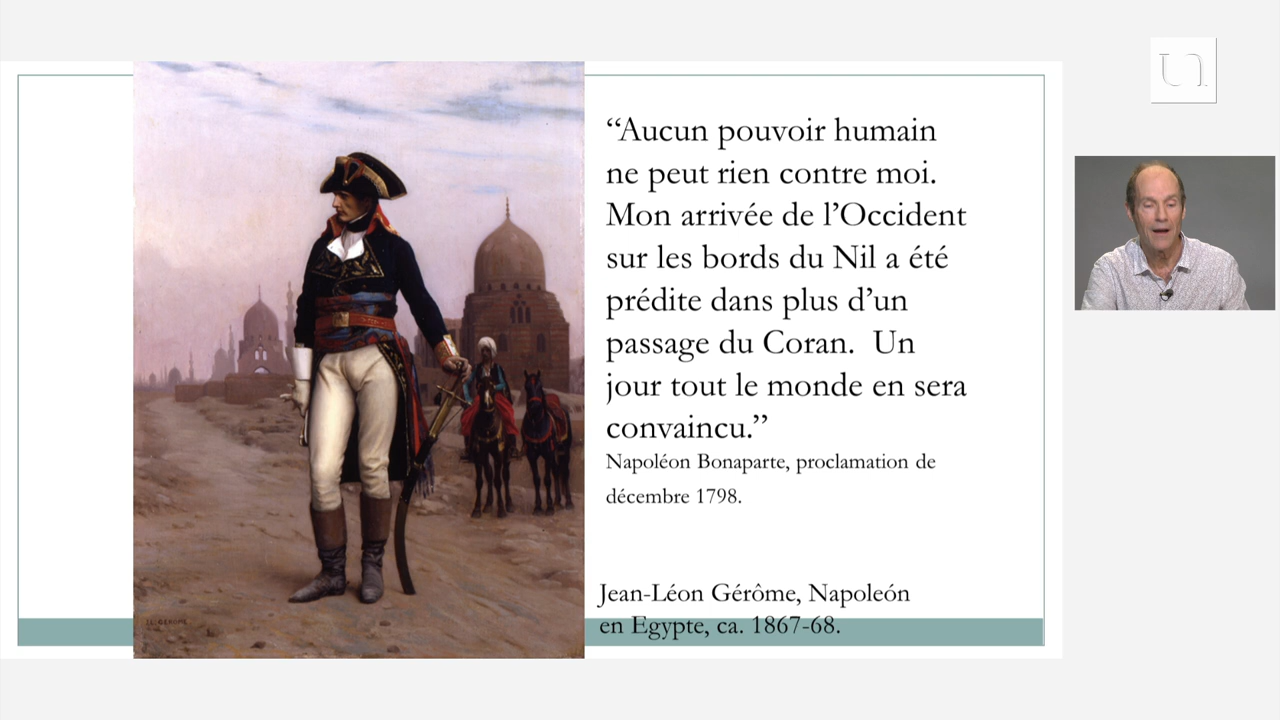 “Aucun pouvoir humain
ne peut rien contre moi.
Mon arrivée de l’Occident
sur les bords du Nil a été
prédite dans plus d’un
passage du Coran.  Un
jour tout le monde en sera
convaincu.”
Napoléon Bonaparte, proclamation de
décembre 1798.
Jean-Léon Gérôme, Napoleón
en Egypte, ca. 1867-68.
J.L. GEROME